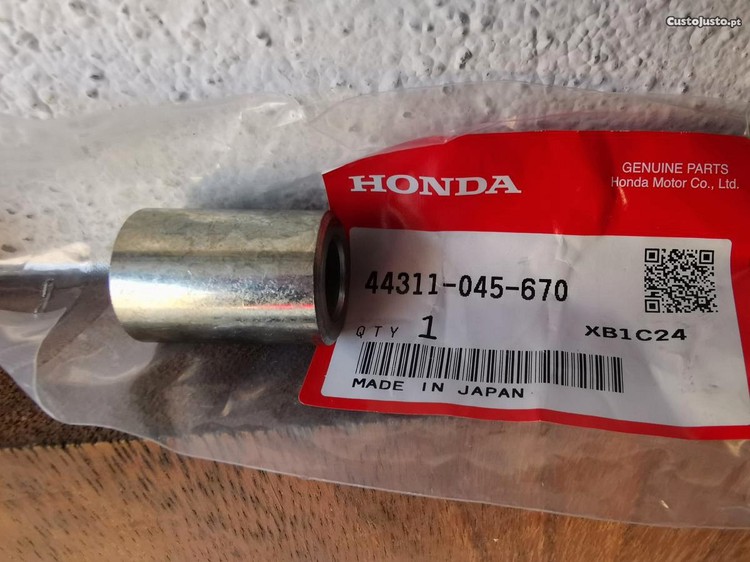 CustoJusto.pt
HONDA
GENUINE PARTS
Honda Motor Co., Ltd.
44311-045-670
QTY 1
XB1C24
MADE IN JAPAN